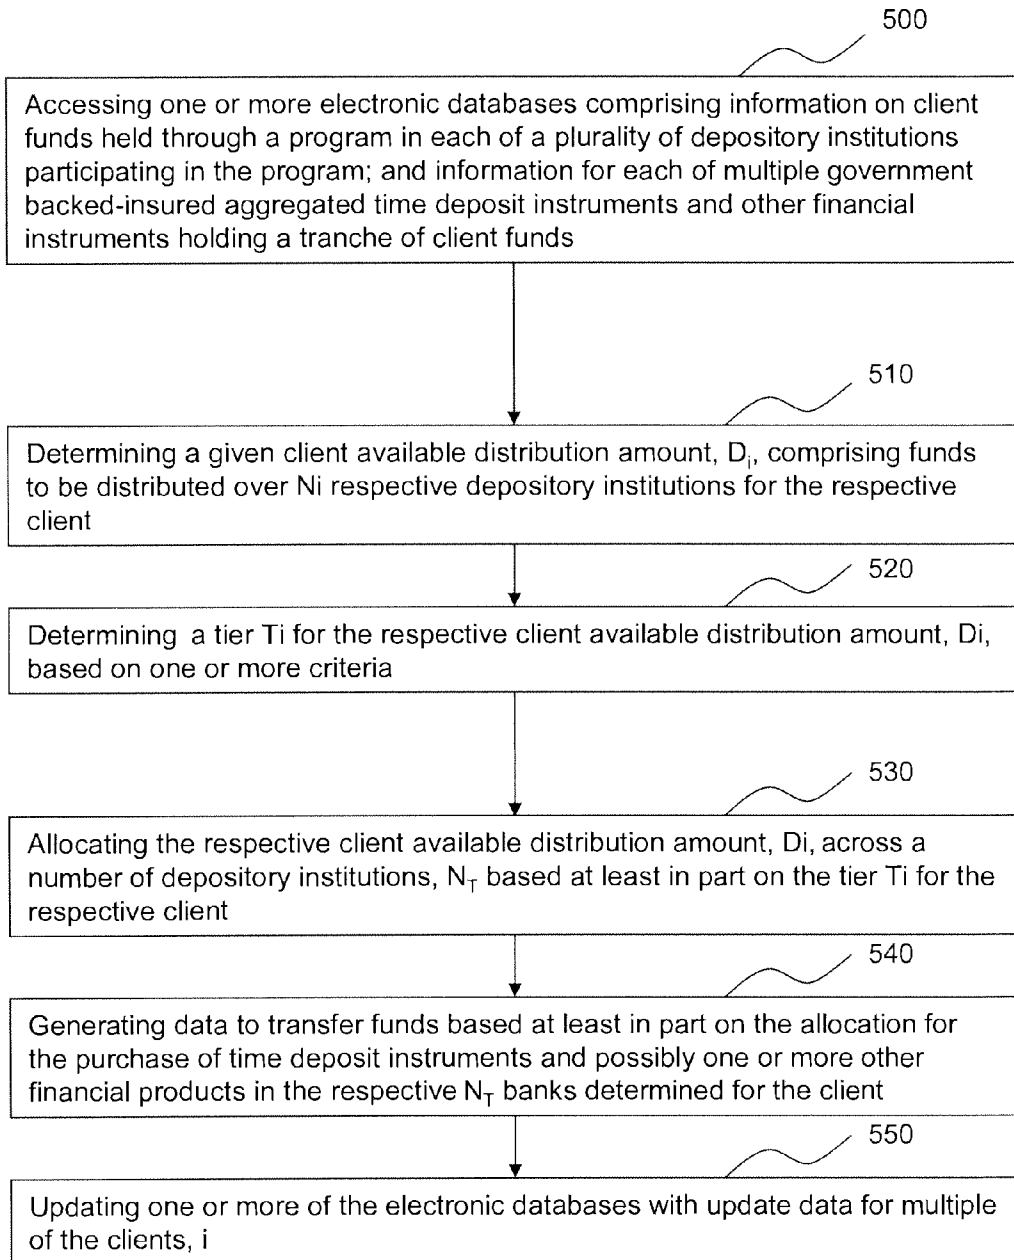 500
Accessing one or more electronic databases comprising information on client
funds held through a program in each of a plurality of depository institutions
participating in the program; and information for each of multiple government
backed-insured aggregated time deposit instruments and other financial
instruments holding a tranche of client funds
510
Determining a given client available distribution amount, Di, comprising funds
to be distributed over Ni respective depository institutions for the respective
client
520
Determining a tier Ti for the respective client available distribution amount, Di,
based on one or more criteria
530
Allocating the respective client available distribution amount, Di, across a
number of depository institutions, NT based at least in part on the tier Ti for the
respective client
540
Generating data to transfer funds based at least in part on the allocation for
the purchase of time deposit instruments and possibly one or more other
financial products in the respective NT banks determined for the client
550
Updating one or more of the electronic databases with update data for multiple
of the clients, i